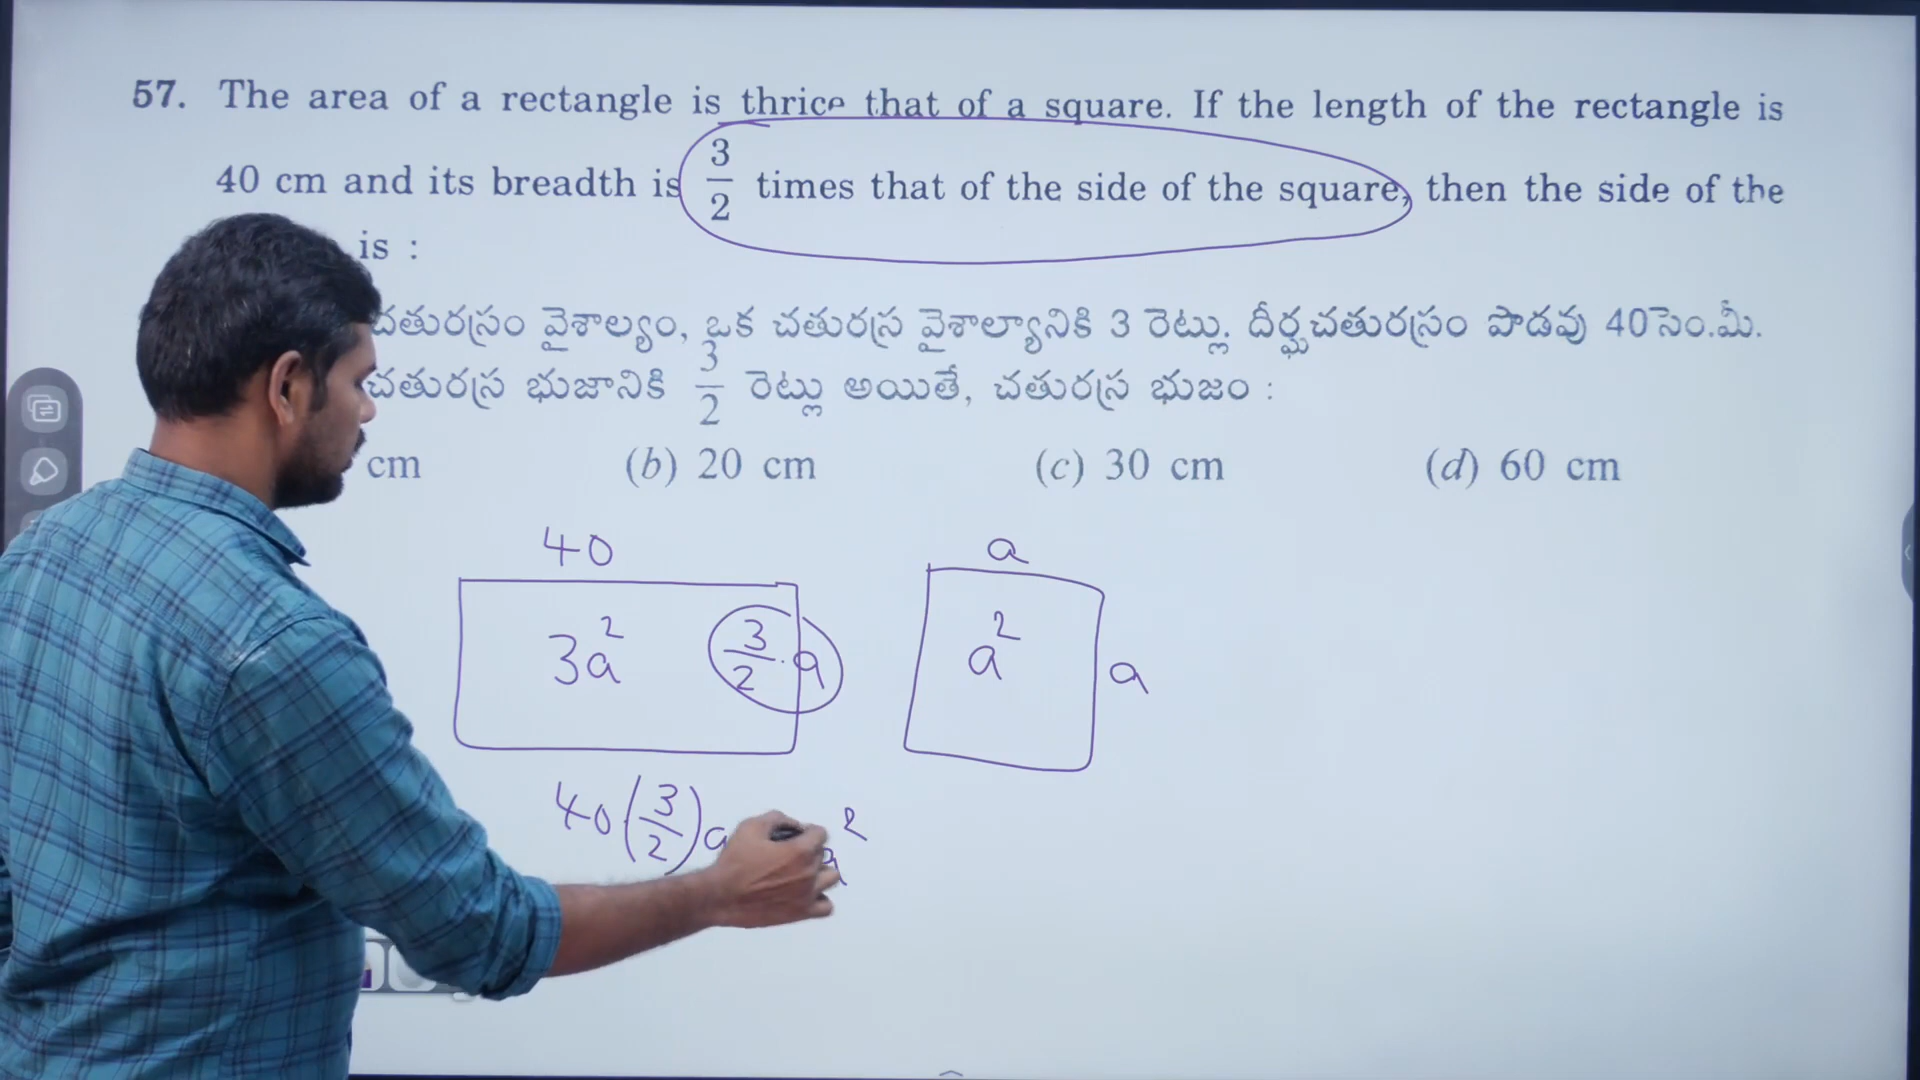 57. The area of a rectangle is thrice that of a square. If the length of the rectangle is
40 cm and its breadth is 3/2 times that of the side of the square, then the side of the
is :
చతురస్రం వైశాల్యం, ఒక చతురస్ర వైశాల్యానికి 3 రెట్లు. దీర్ఘచతురస్రం పొడవు 40సెం.మీ.
చతురస్ర భుజానికి 3/2 రెట్లు అయితే, చతురస్ర భుజం :
cm (b) 20 cm (c) 30 cm (d) 60 cm
40 a
3a² 3/2 · a a² a
40(3/2)a a²